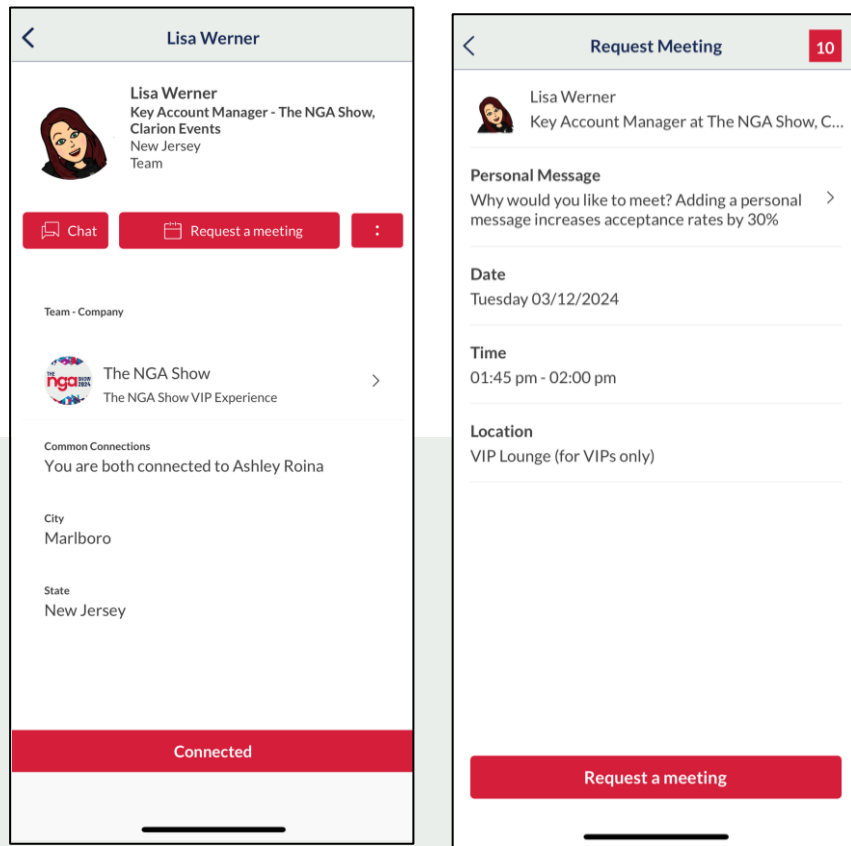 Lisa Werner
Lisa Werner
Key Account Manager - The NGA Show,
Clarion Events
New Jersey
Team
Chat
Request a meeting
Team - Company
THE
nga SHOW
2024
The NGA Show
The NGA Show VIP Experience
Common Connections
You are both connected to Ashley Roina
City
Marlboro
State
New Jersey
Connected
Request Meeting
10
Lisa Werner
Key Account Manager at The NGA Show, C...
Personal Message
Why would you like to meet? Adding a personal
message increases acceptance rates by 30%
Date
Tuesday 03/12/2024
Time
01:45 pm - 02:00 pm
Location
VIP Lounge (for VIPs only)
Request a meeting